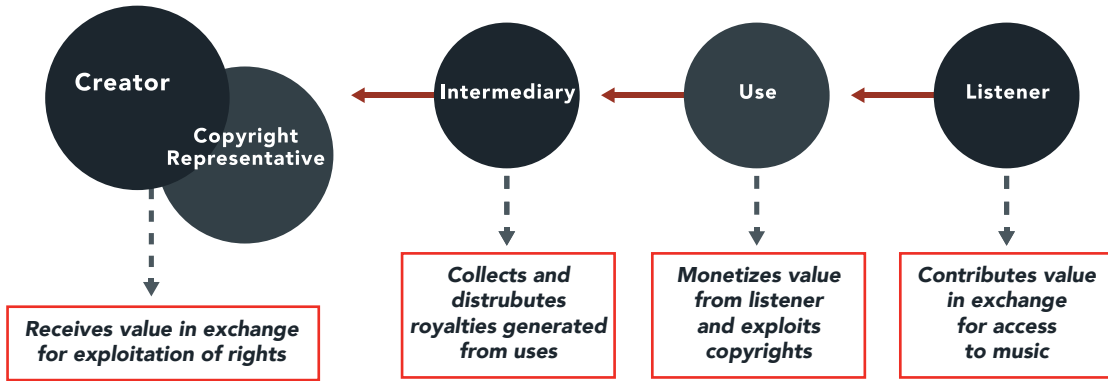 Creator
Copyright
Representative
Intermediary
Use
Listener
Receives value in exchange
for exploitation of rights
Collects and
distrubutes
royalties generated
from uses
Monetizes value
from listener
and exploits
copyrights
Contributes value
in exchange
for access
to music